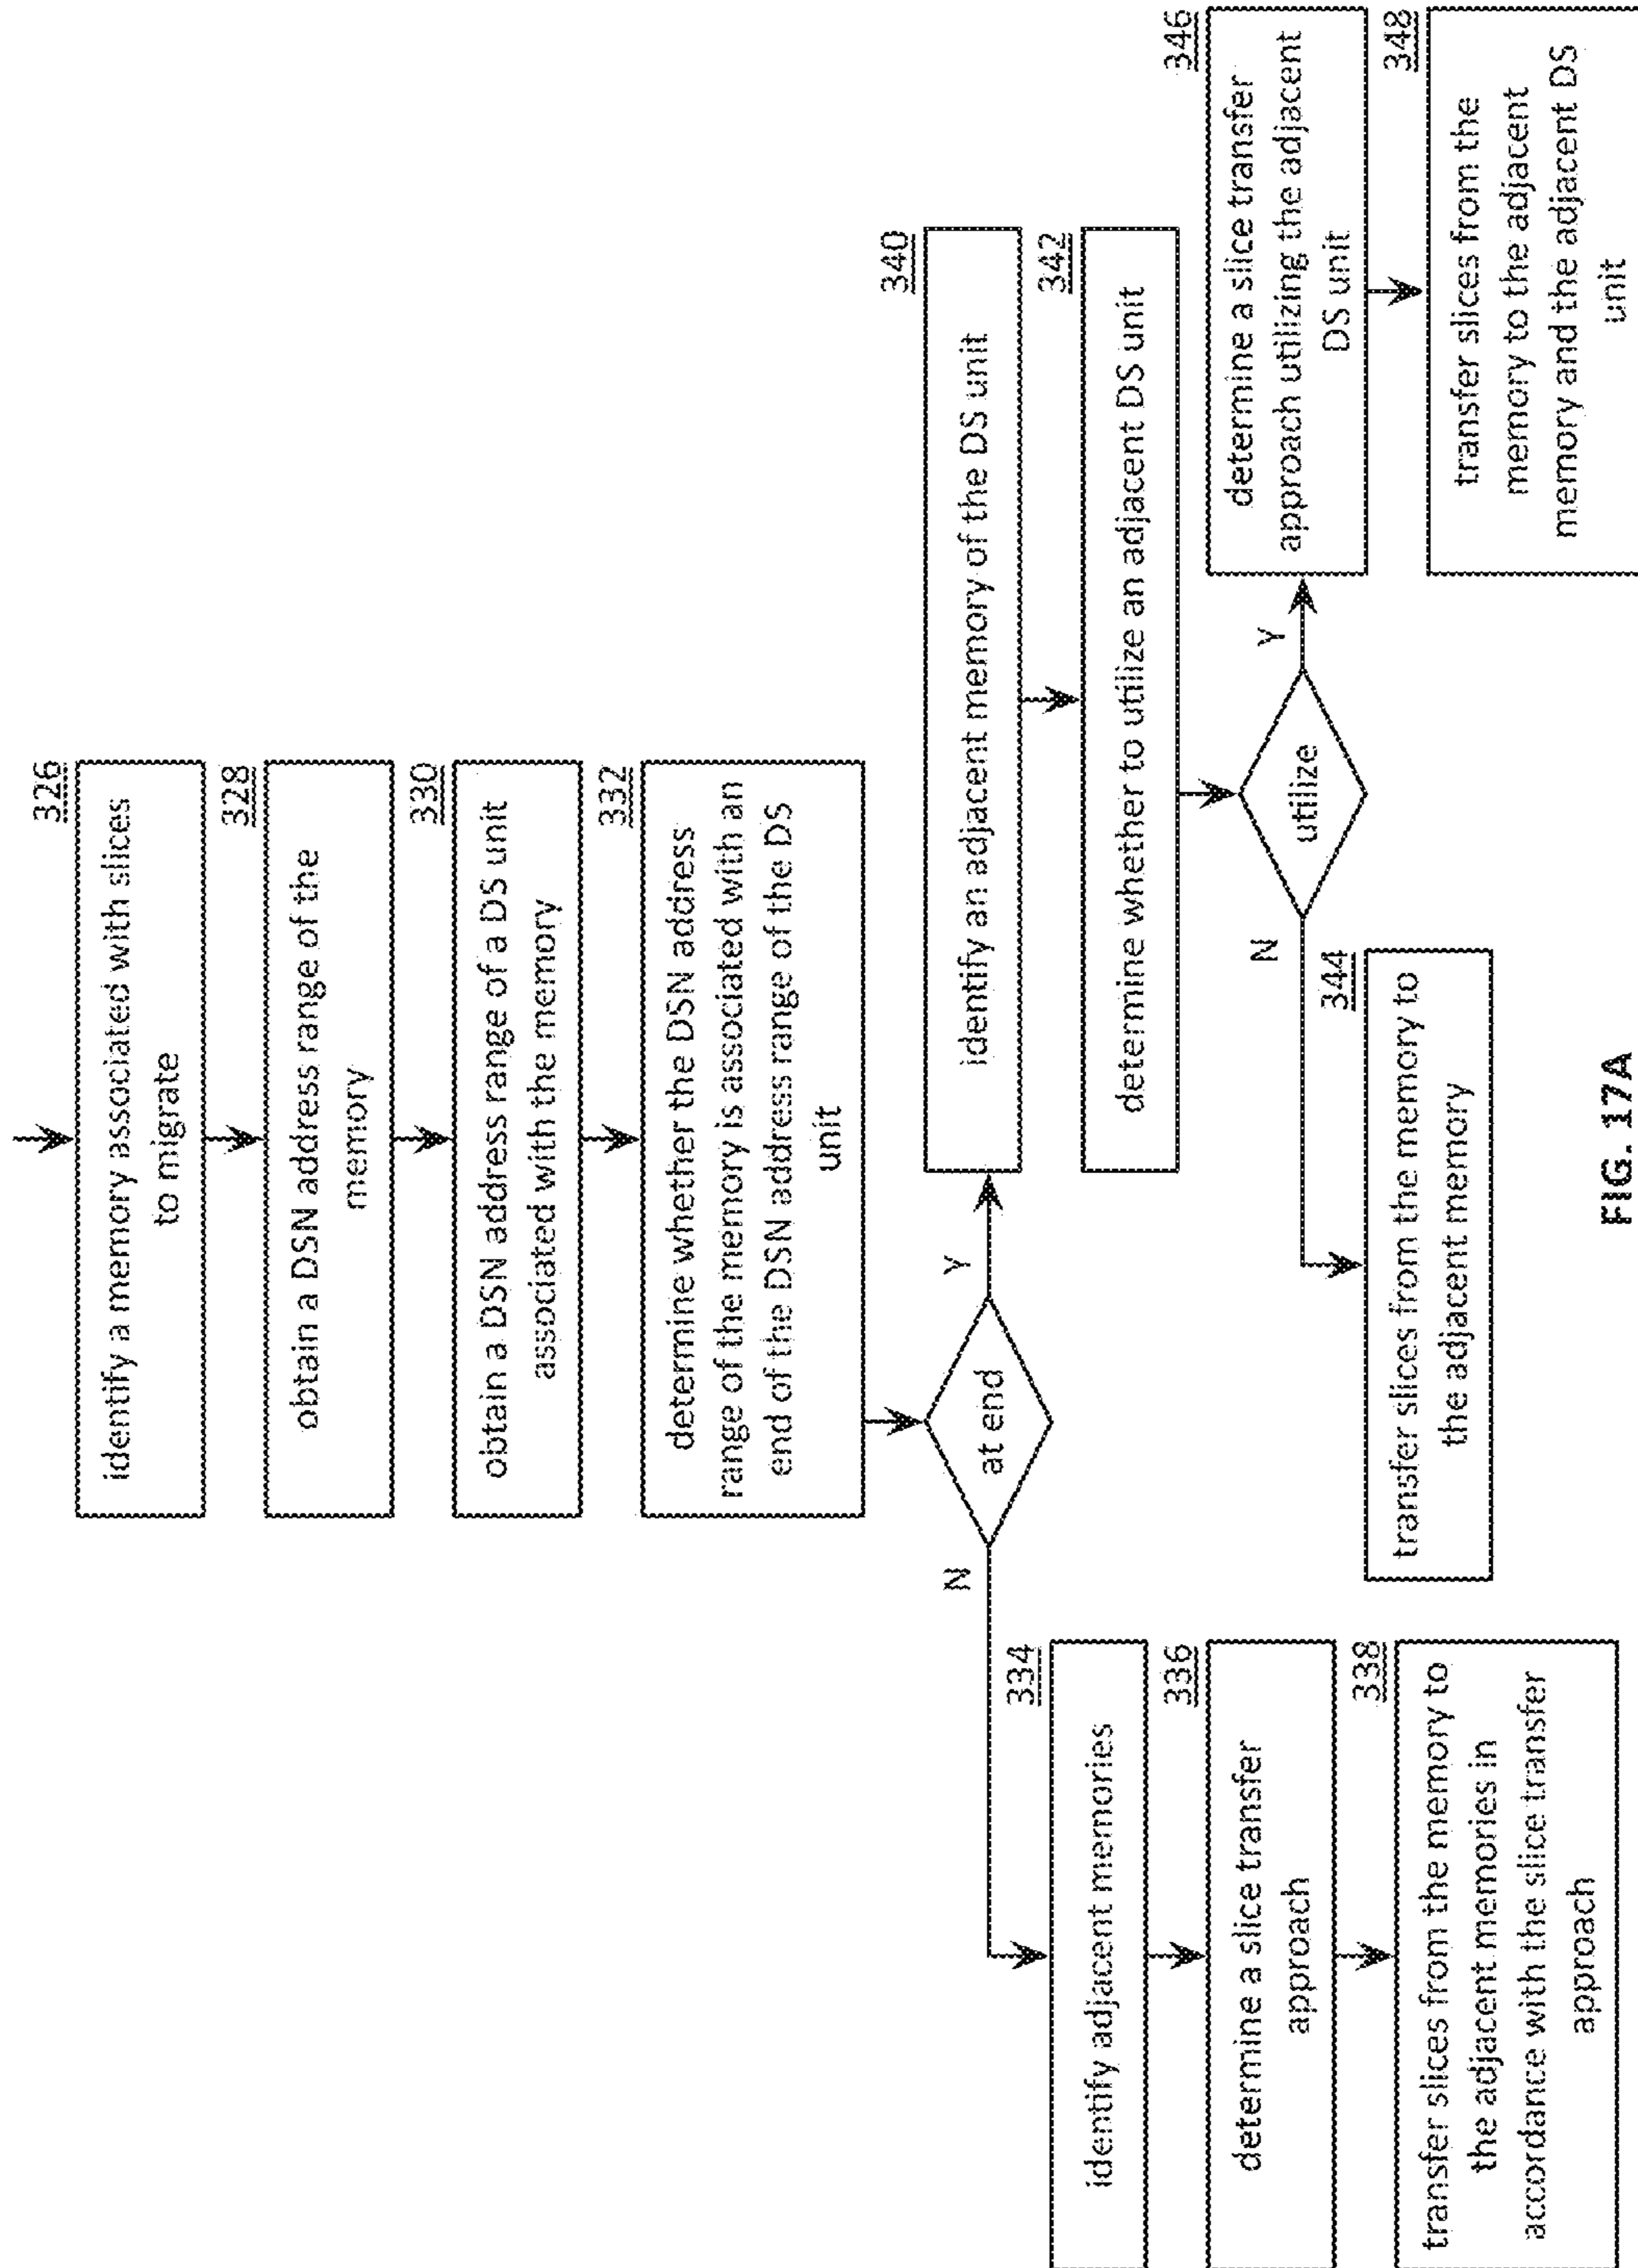 326
identify a memory associated with slices
to migrate
328
obtain a DSN address range of the
memory
330
obtain a DSN address range of a DS unit
associated with the memory
332
determine whether the DSN address
range of the memory is associated with an
end of the DSN address range of the DS
unit
at end
N
Y
334
identify adjacent memories
336
determine a slice transfer
approach
338
transfer slices from the memory to
the adjacent memories in
accordance with the slice transfer
approach
340
identify an adjacent memory of the DS unit
342
determine whether to utilize an adjacent DS unit
utilize
N
Y
344
transfer slices from the memory to
the adjacent memory
346
determine a slice transfer
approach utilizing the adjacent
DS unit
348
transfer slices from the
memory to the adjacent
memory and the adjacent DS
unit
FIG. 17A